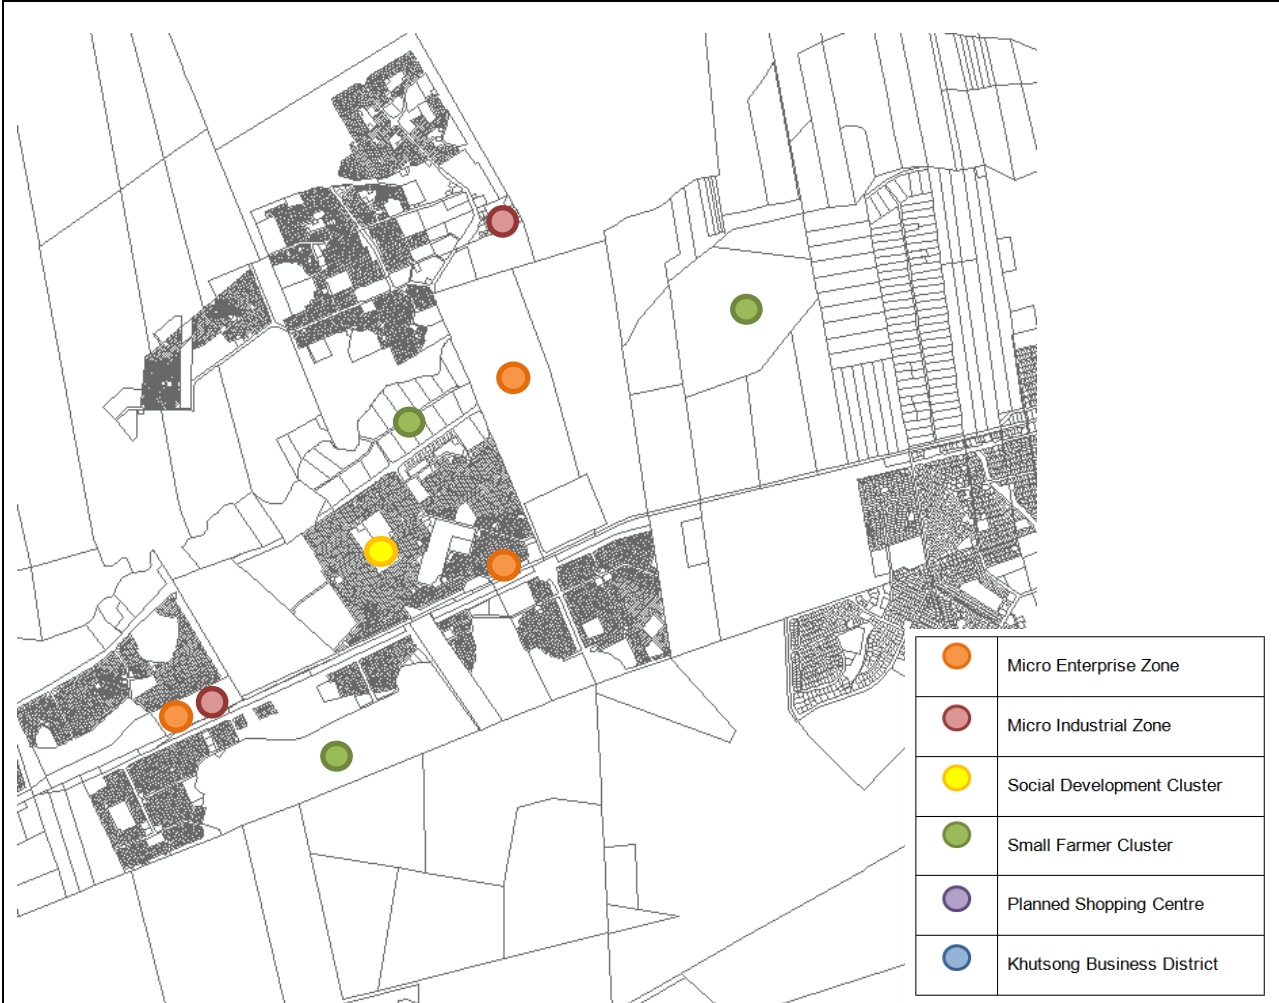 Micro Enterprise Zone
Micro Industrial Zone
Social Development Cluster
Small Farmer Cluster
Planned Shopping Centre
Khutsong Business District